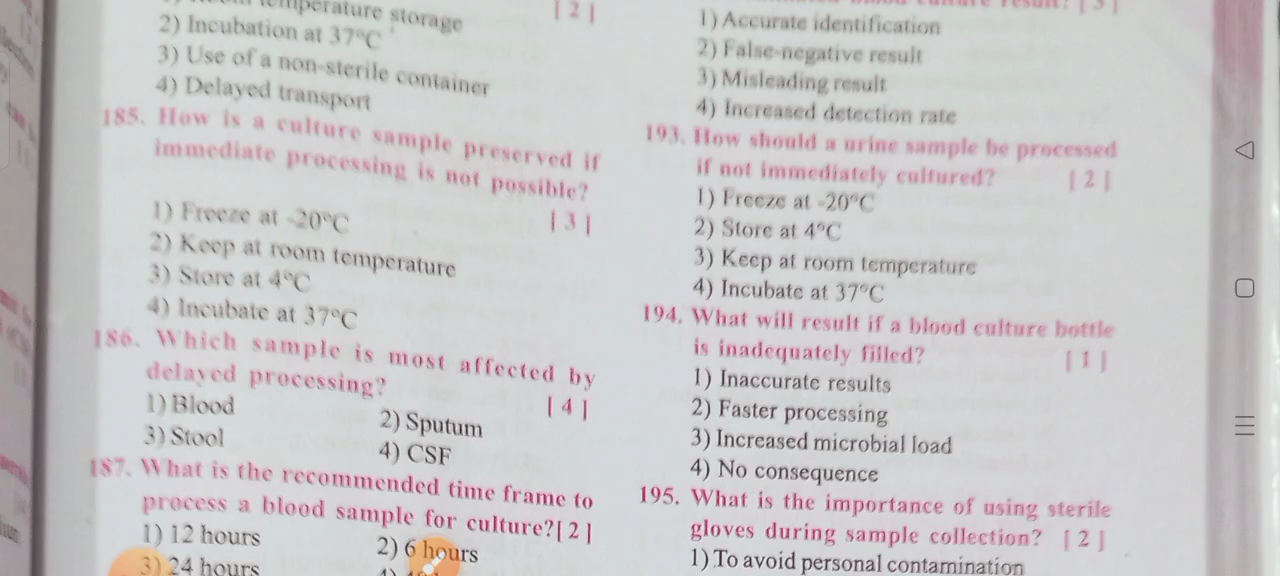 temperature storage [ 2 ]
2) Incubation at 37°C
3) Use of a non-sterile container
4) Delayed transport
185. How is a culture sample preserved if
immediate processing is not possible?
[ 3 ]
1) Freeze at -20°C
2) Keep at room temperature
3) Store at 4°C
4) Incubate at 37°C
186. Which sample is most affected by
delayed processing?
[ 4 ]
1) Blood 2) Sputum
3) Stool 4) CSF
187. What is the recommended time frame to
process a blood sample for culture?[ 2 ]
1) 12 hours 2) 6 hours
3) 24 hours
1) Accurate identification
2) False-negative result
3) Misleading result
4) Increased detection rate
193. How should a urine sample be processed
if not immediately cultured? [ 2 ]
1) Freeze at -20°C
2) Store at 4°C
3) Keep at room temperature
4) Incubate at 37°C
194. What will result if a blood culture bottle
is inadequately filled? [ 1 ]
1) Inaccurate results
2) Faster processing
3) Increased microbial load
4) No consequence
195. What is the importance of using sterile
gloves during sample collection? [ 2 ]
1) To avoid personal contamination